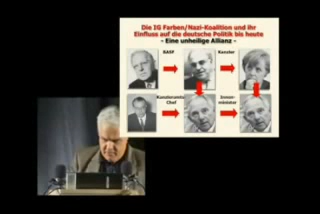 Die IG Farben/Nazi-Koalition und ihr
Einfluss auf die deutsche Politik bis heute
- Eine unheilige Allianz -
BASF
Kanzler
Kanzleramts
Chef
Innen-
minister